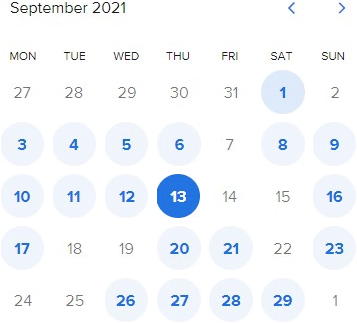 September 2021
MON TUE WED THU FRI SAT SUN
27 28 29 30 31 1 2
3 4 5 6 7 8 9
10 11 12 13 14 15 16
17 18 19 20 21 22 23
24 25 26 27 28 29 1